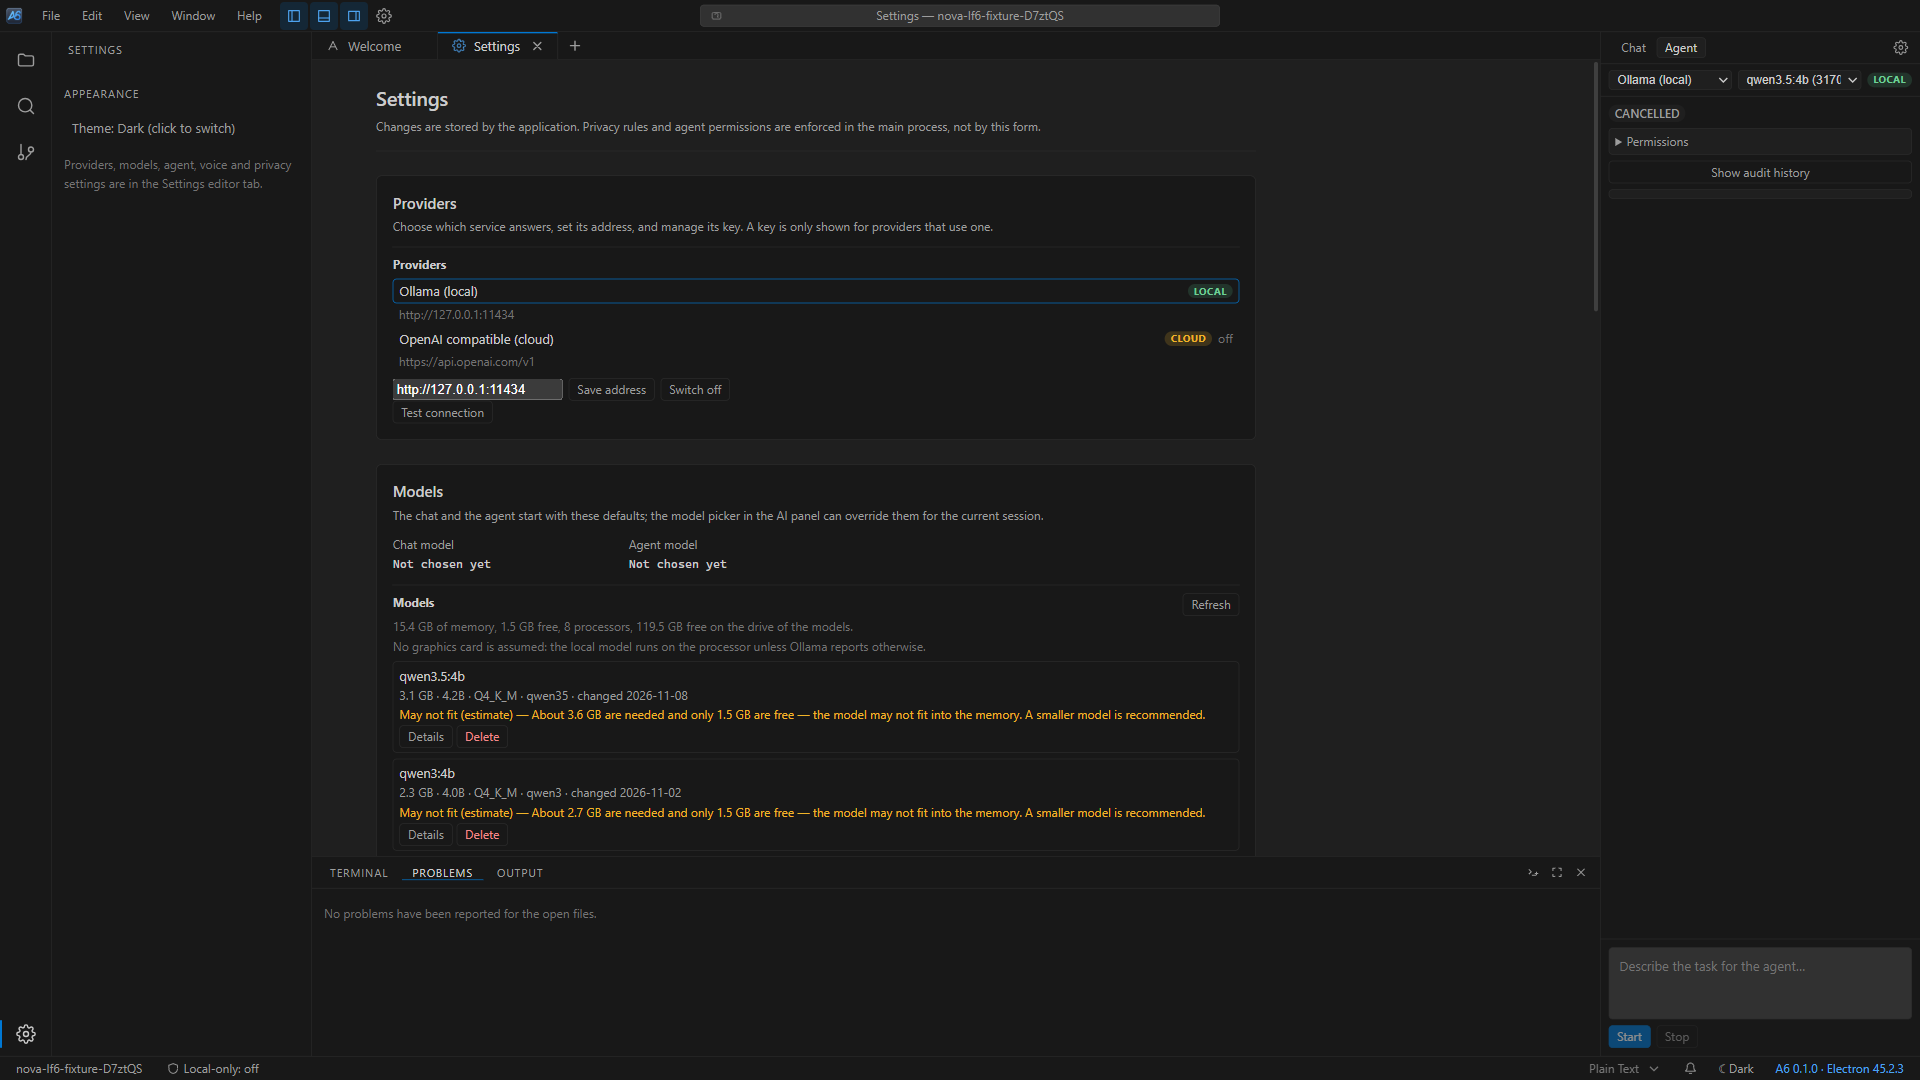 A6 File Edit View Window Help Settings — nova-lf6-fixture-D7ztQS
SETTINGS
APPEARANCE
Theme: Dark (click to switch)
Providers, models, agent, voice and privacy
settings are in the Settings editor tab.
Welcome Settings
Settings
Changes are stored by the application. Privacy rules and agent permissions are enforced in the main process, not by this form.
Providers
Choose which service answers, set its address, and manage its key. A key is only shown for providers that use one.
Providers
Ollama (local) LOCAL
http://127.0.0.1:11434
OpenAI compatible (cloud) CLOUD off
https://api.openai.com/v1
http://127.0.0.1:11434 Save address Switch off
Test connection
Models
The chat and the agent start with these defaults; the model picker in the AI panel can override them for the current session.
Chat model Agent model
Not chosen yet Not chosen yet
Models Refresh
15.4 GB of memory, 1.5 GB free, 8 processors, 119.5 GB free on the drive of the models.
No graphics card is assumed: the local model runs on the processor unless Ollama reports otherwise.
qwen3.5:4b
3.1 GB · 4.2B · Q4_K_M · qwen35 · changed 2026-11-08
May not fit (estimate) — About 3.6 GB are needed and only 1.5 GB are free — the model may not fit into the memory. A smaller model is recommended.
Details Delete
qwen3:4b
2.3 GB · 4.0B · Q4_K_M · qwen3 · changed 2026-11-02
May not fit (estimate) — About 2.7 GB are needed and only 1.5 GB are free — the model may not fit into the memory. A smaller model is recommended.
Details Delete
TERMINAL PROBLEMS OUTPUT
No problems have been reported for the open files.
Chat Agent
Ollama (local) qwen3.5:4b (3170 LOCAL
CANCELLED
Permissions
Show audit history
Describe the task for the agent...
Start Stop
nova-lf6-fixture-D7ztQS Local-only: off Plain Text Dark A6 0.1.0 · Electron 45.2.3